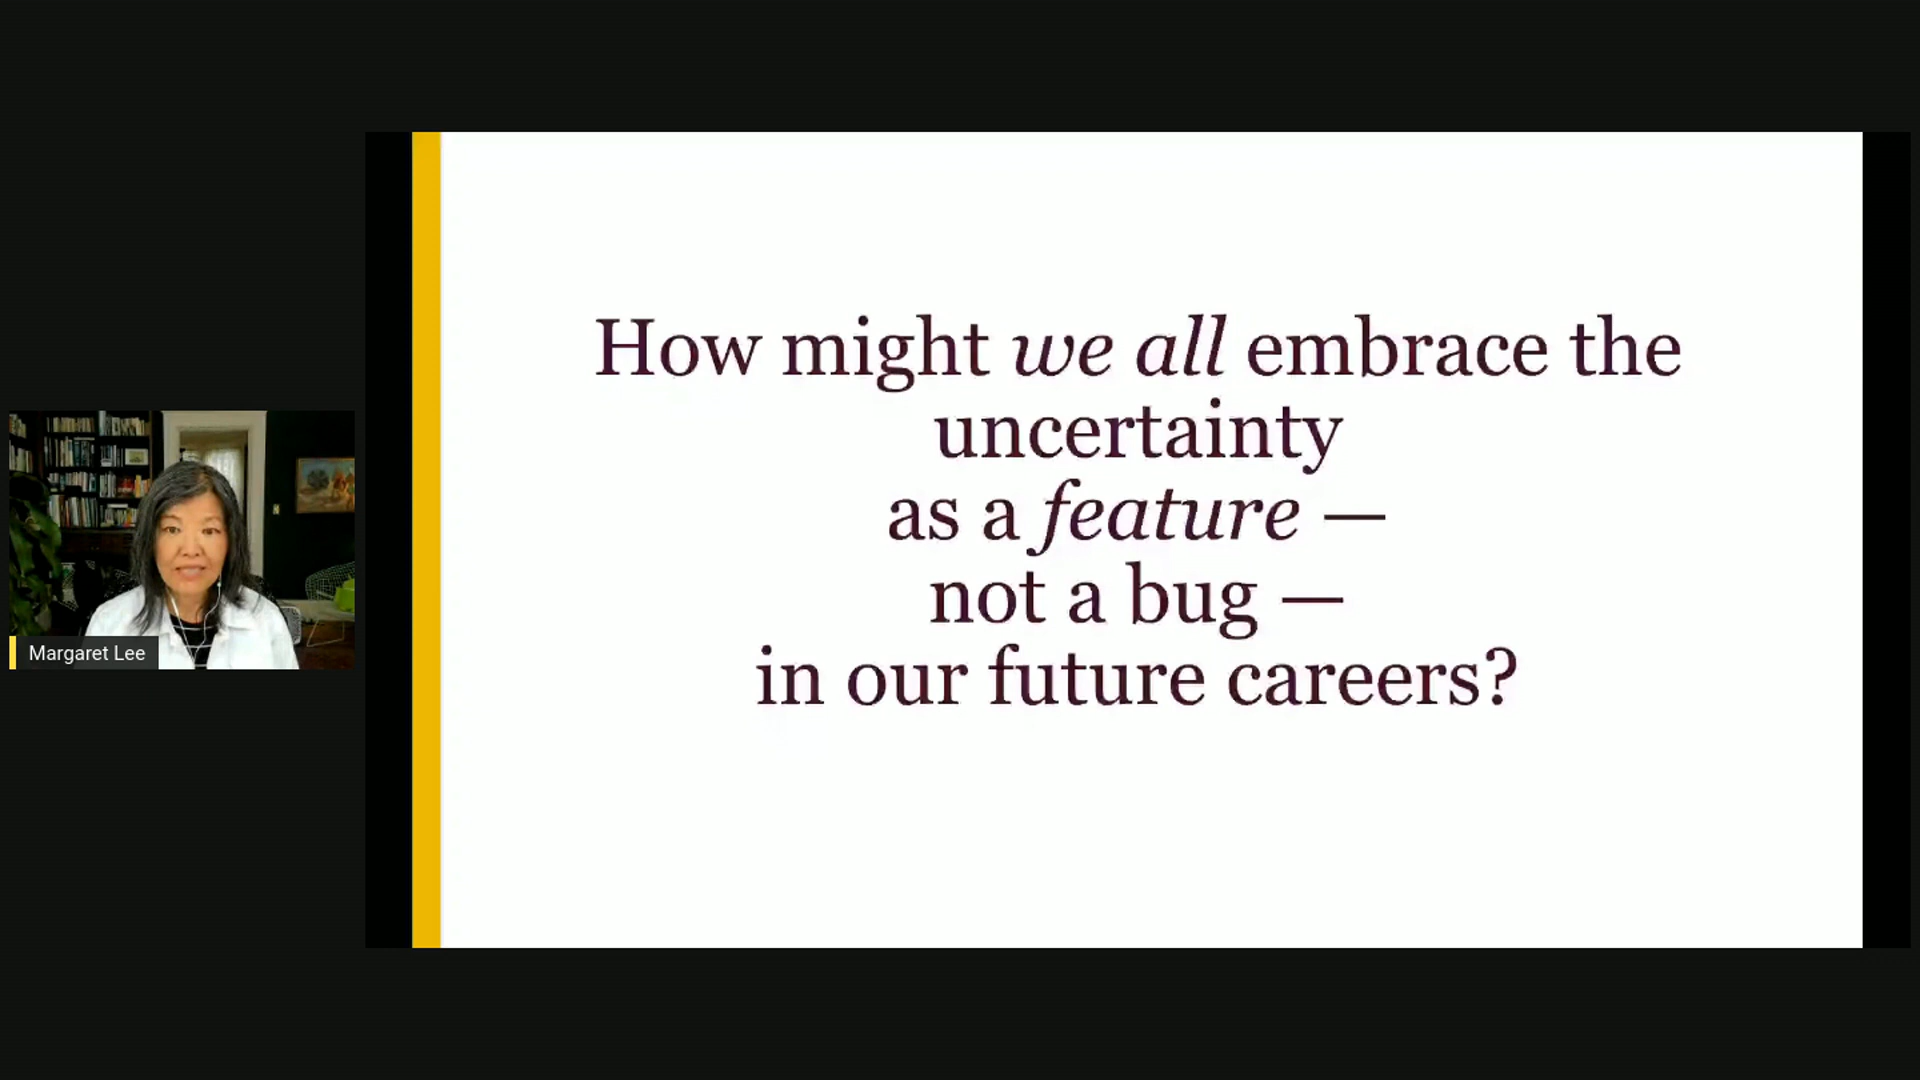 How might we all embrace the
uncertainty
as a feature —
not a bug —
in our future careers?
Margaret Lee